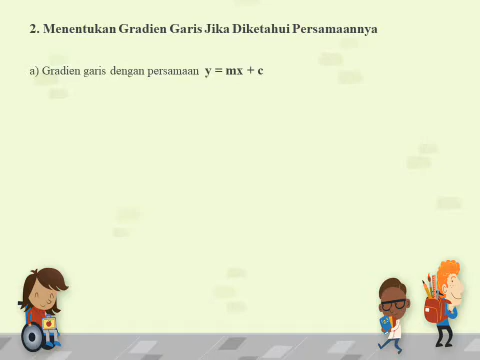 2. Menentukan Gradien Garis Jika Diketahui Persamaannya
a) Gradien garis dengan persamaan y = mx + c